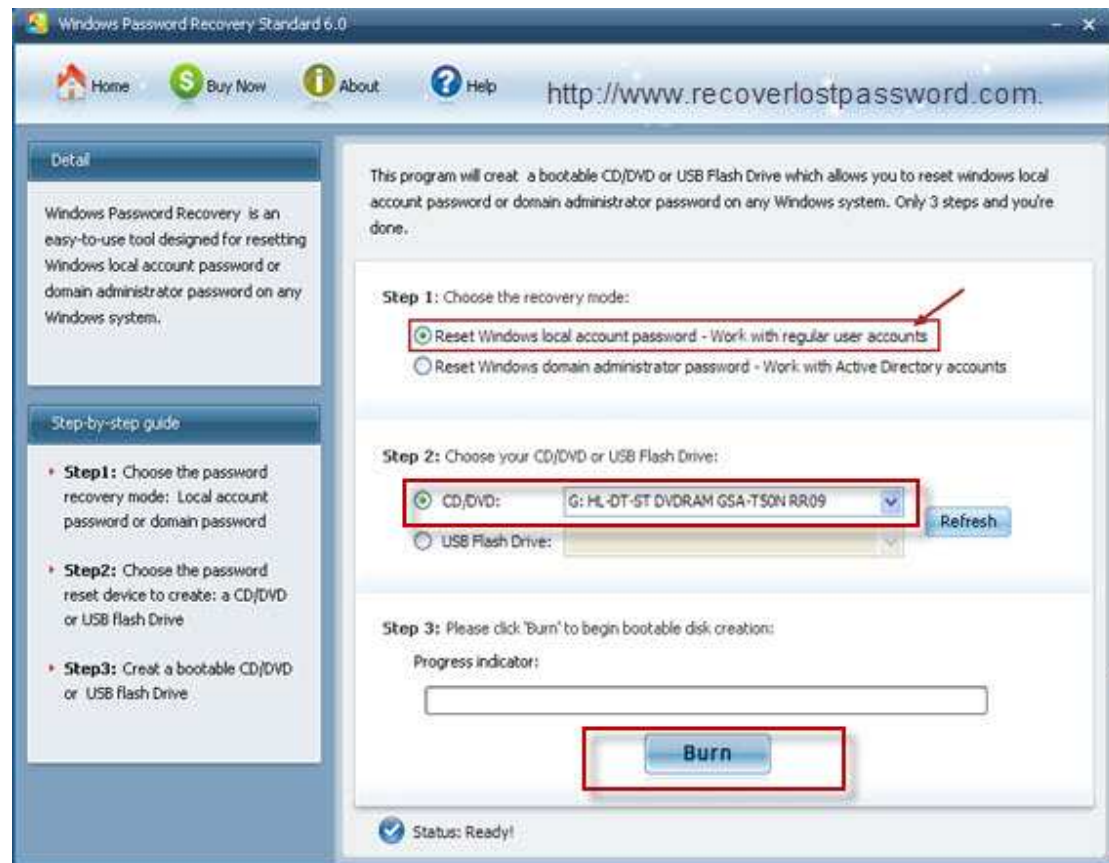 Windows Password Recovery Standard 6.0
Home
Buy Now
About
Help
http://www.recoverlostpassword.com.
Detail
Windows Password Recovery is an
easy-to-use tool designed for resetting
Windows local account password or
domain administrator password on any
Windows system.
Step-by-step guide
Step1: Choose the password
recovery mode: Local account
password or domain password
Step2: Choose the password
reset device to create: a CD/DVD
or USB flash Drive
Step3: Creat a bootable CD/DVD
or USB flash Drive
This program will creat a bootable CD/DVD or USB Flash Drive which allows you to reset windows local
account password or domain administrator password on any Windows system. Only 3 steps and you're
done.
Step 1: Choose the recovery mode:
Reset Windows local account password - Work with regular user accounts
Reset Windows domain administrator password - Work with Active Directory accounts
Step 2: Choose your CD/DVD or USB Flash Drive:
CD/DVD: G: HL-DT-ST DVDRAM GSA-T50N RR09
Refresh
USB Flash Drive:
Step 3: Please click 'Burn' to begin bootable disk creation:
Progress indicator:
Burn
Status: Ready!